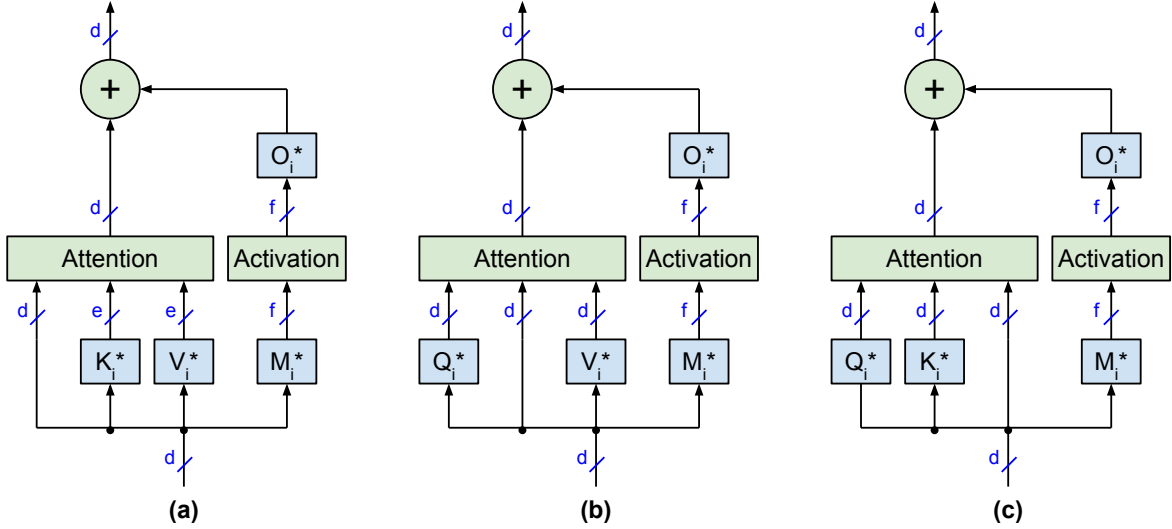 d d d
+ + +
O_i* O_i* O_i*
d f d f d f
Attention Activation Attention Activation Attention Activation
d e e f d d d f d d d f
K_i* V_i* M_i* Q_i* V_i* M_i* Q_i* K_i* M_i*
d d d
(a) (b) (c)